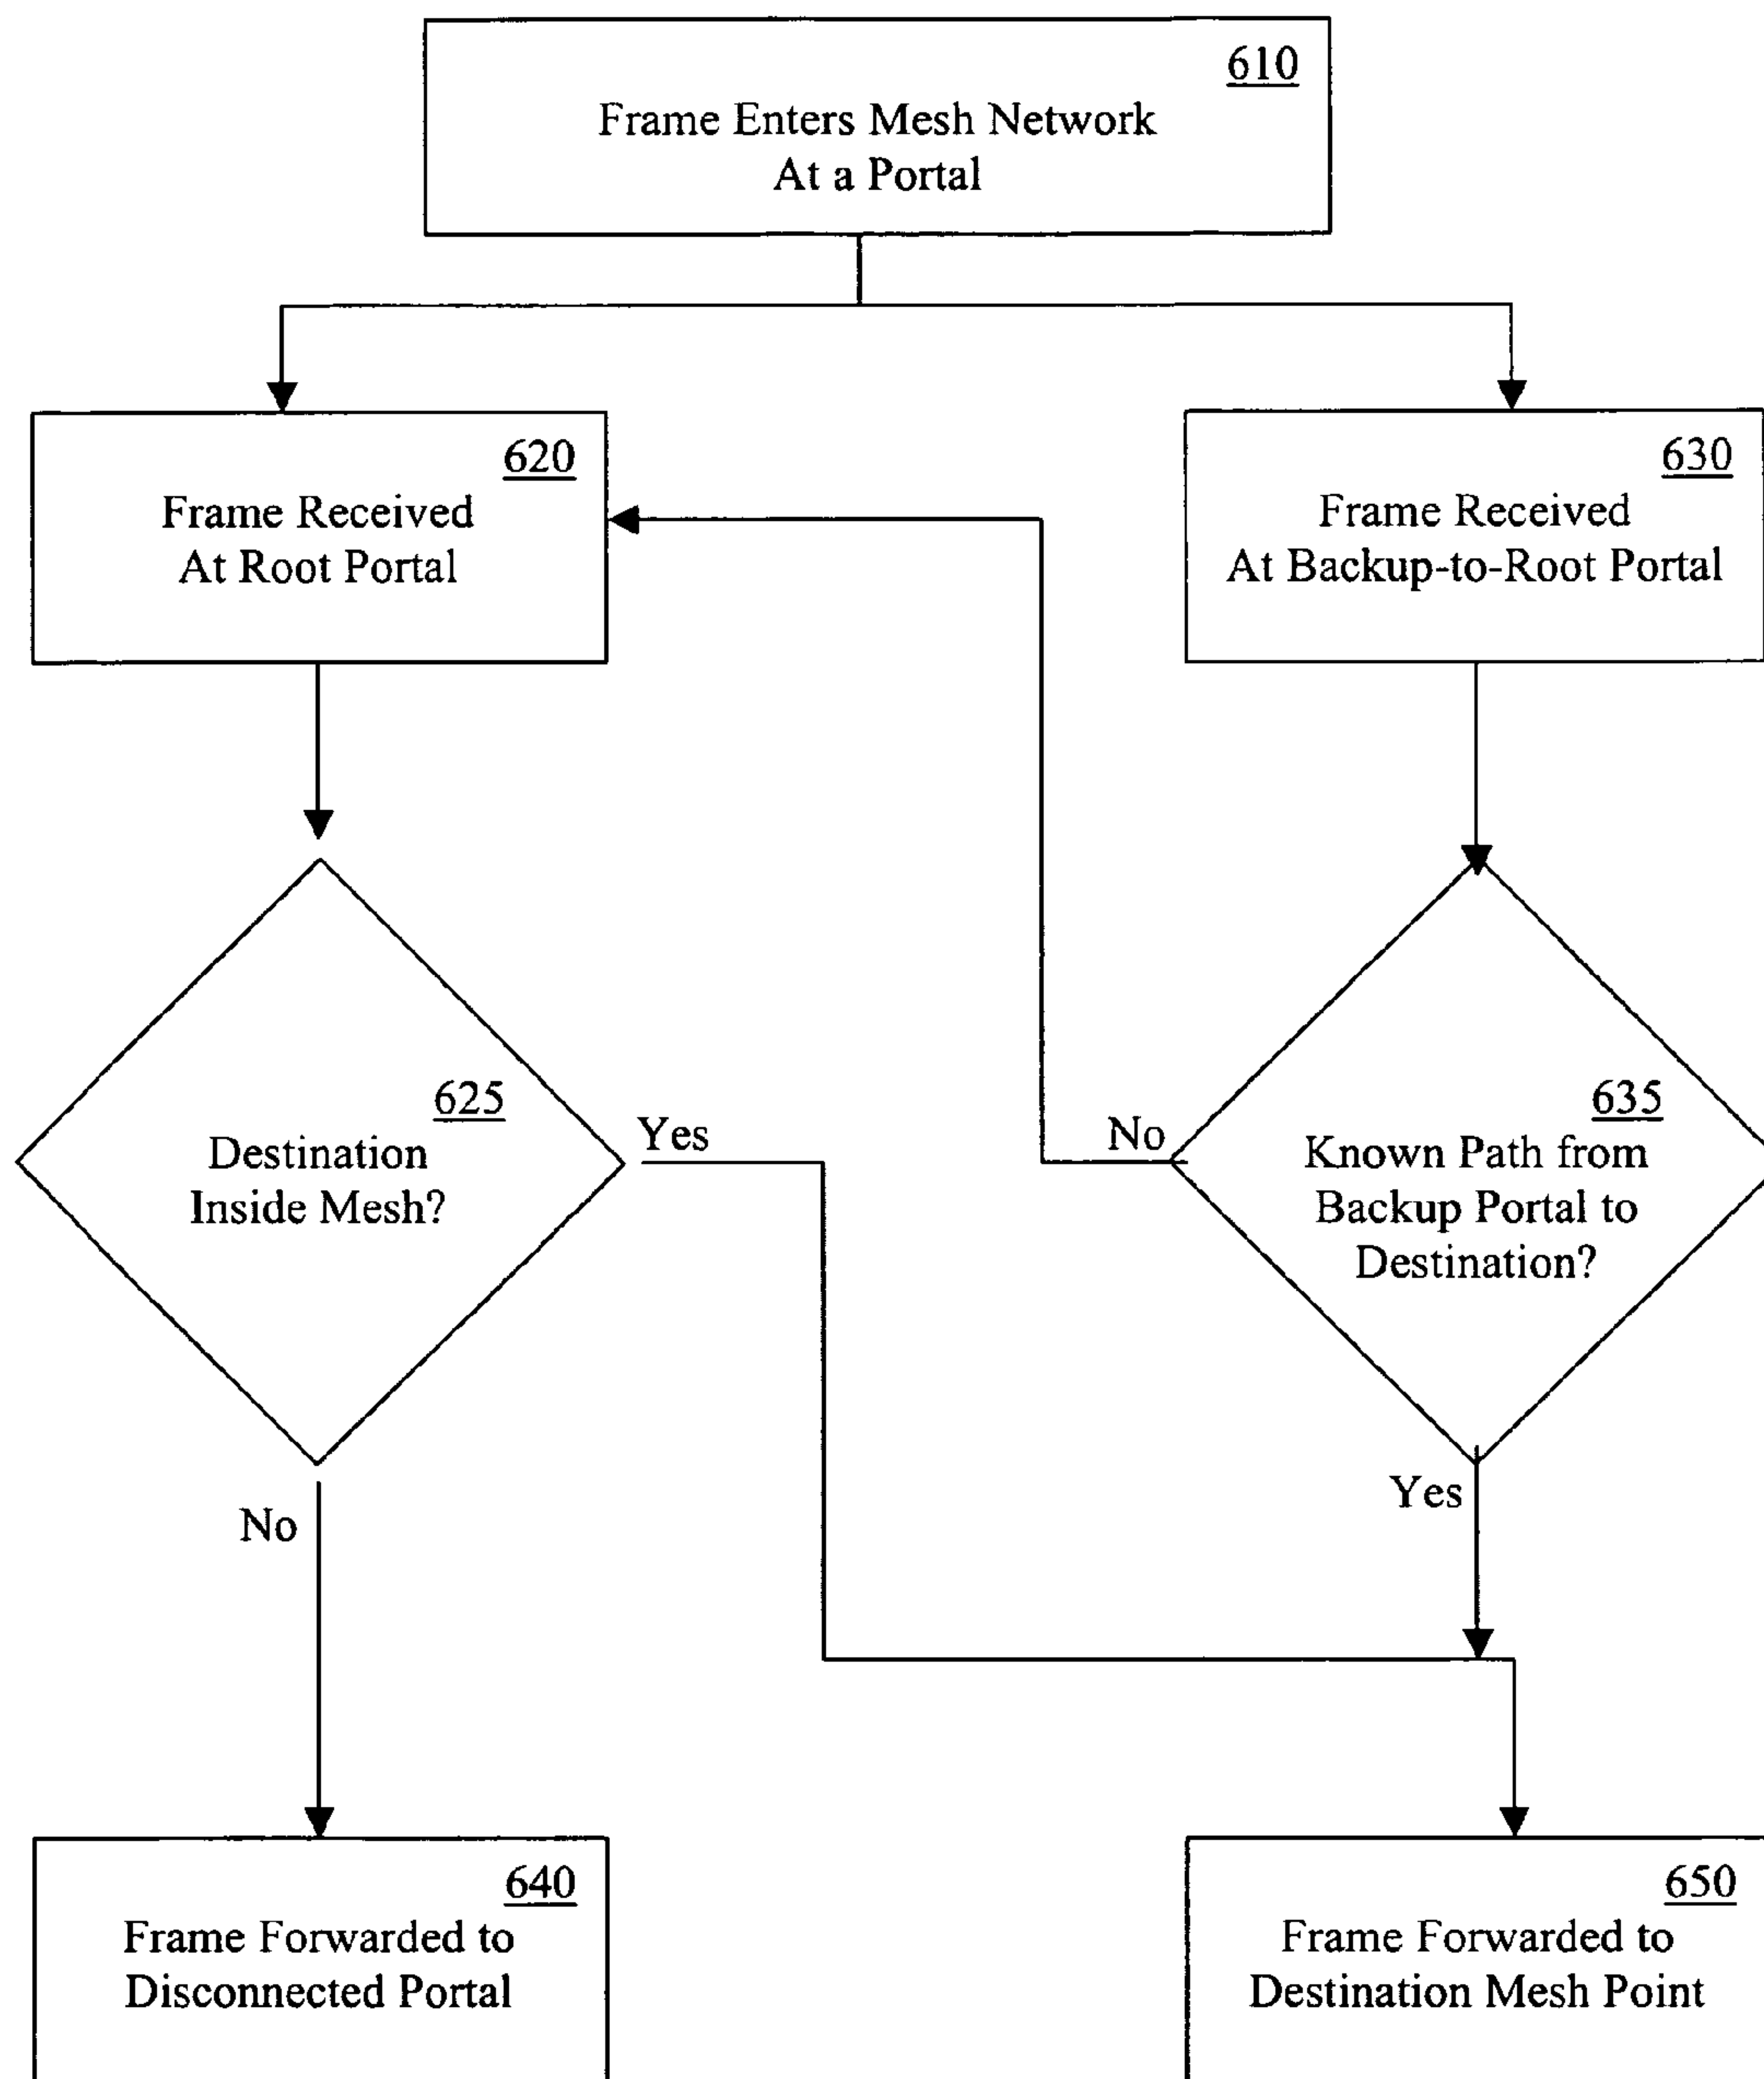 610
Frame Enters Mesh Network
At a Portal
620
Frame Received
At Root Portal
630
Frame Received
At Backup-to-Root Portal
625
Destination
Inside Mesh?
Yes
No
635
Known Path from
Backup Portal to
Destination?
No
Yes
640
Frame Forwarded to
Disconnected Portal
650
Frame Forwarded to
Destination Mesh Point